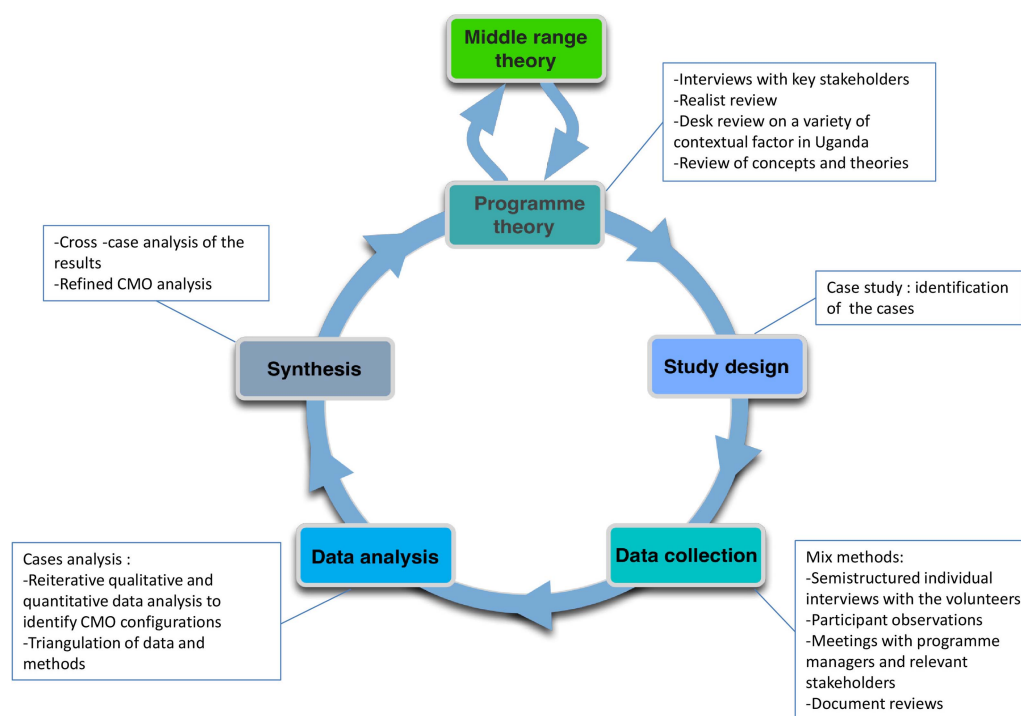 Middle range
theory
-Interviews with key stakeholders
-Realist review
-Desk review on a variety of
contextual factor in Uganda
-Review of concepts and theories
Programme
theory
-Cross -case analysis of the
results
-Refined CMO analysis
Case study : identification
of the cases
Synthesis
Study design
Data analysis
Data collection
Cases analysis :
-Reiterative qualitative and
quantitative data analysis to
identify CMO configurations
-Triangulation of data and
methods
Mix methods:
-Semistructured individual
interviews with the volunteers
-Participant observations
-Meetings with programme
managers and relevant
stakeholders
-Document reviews